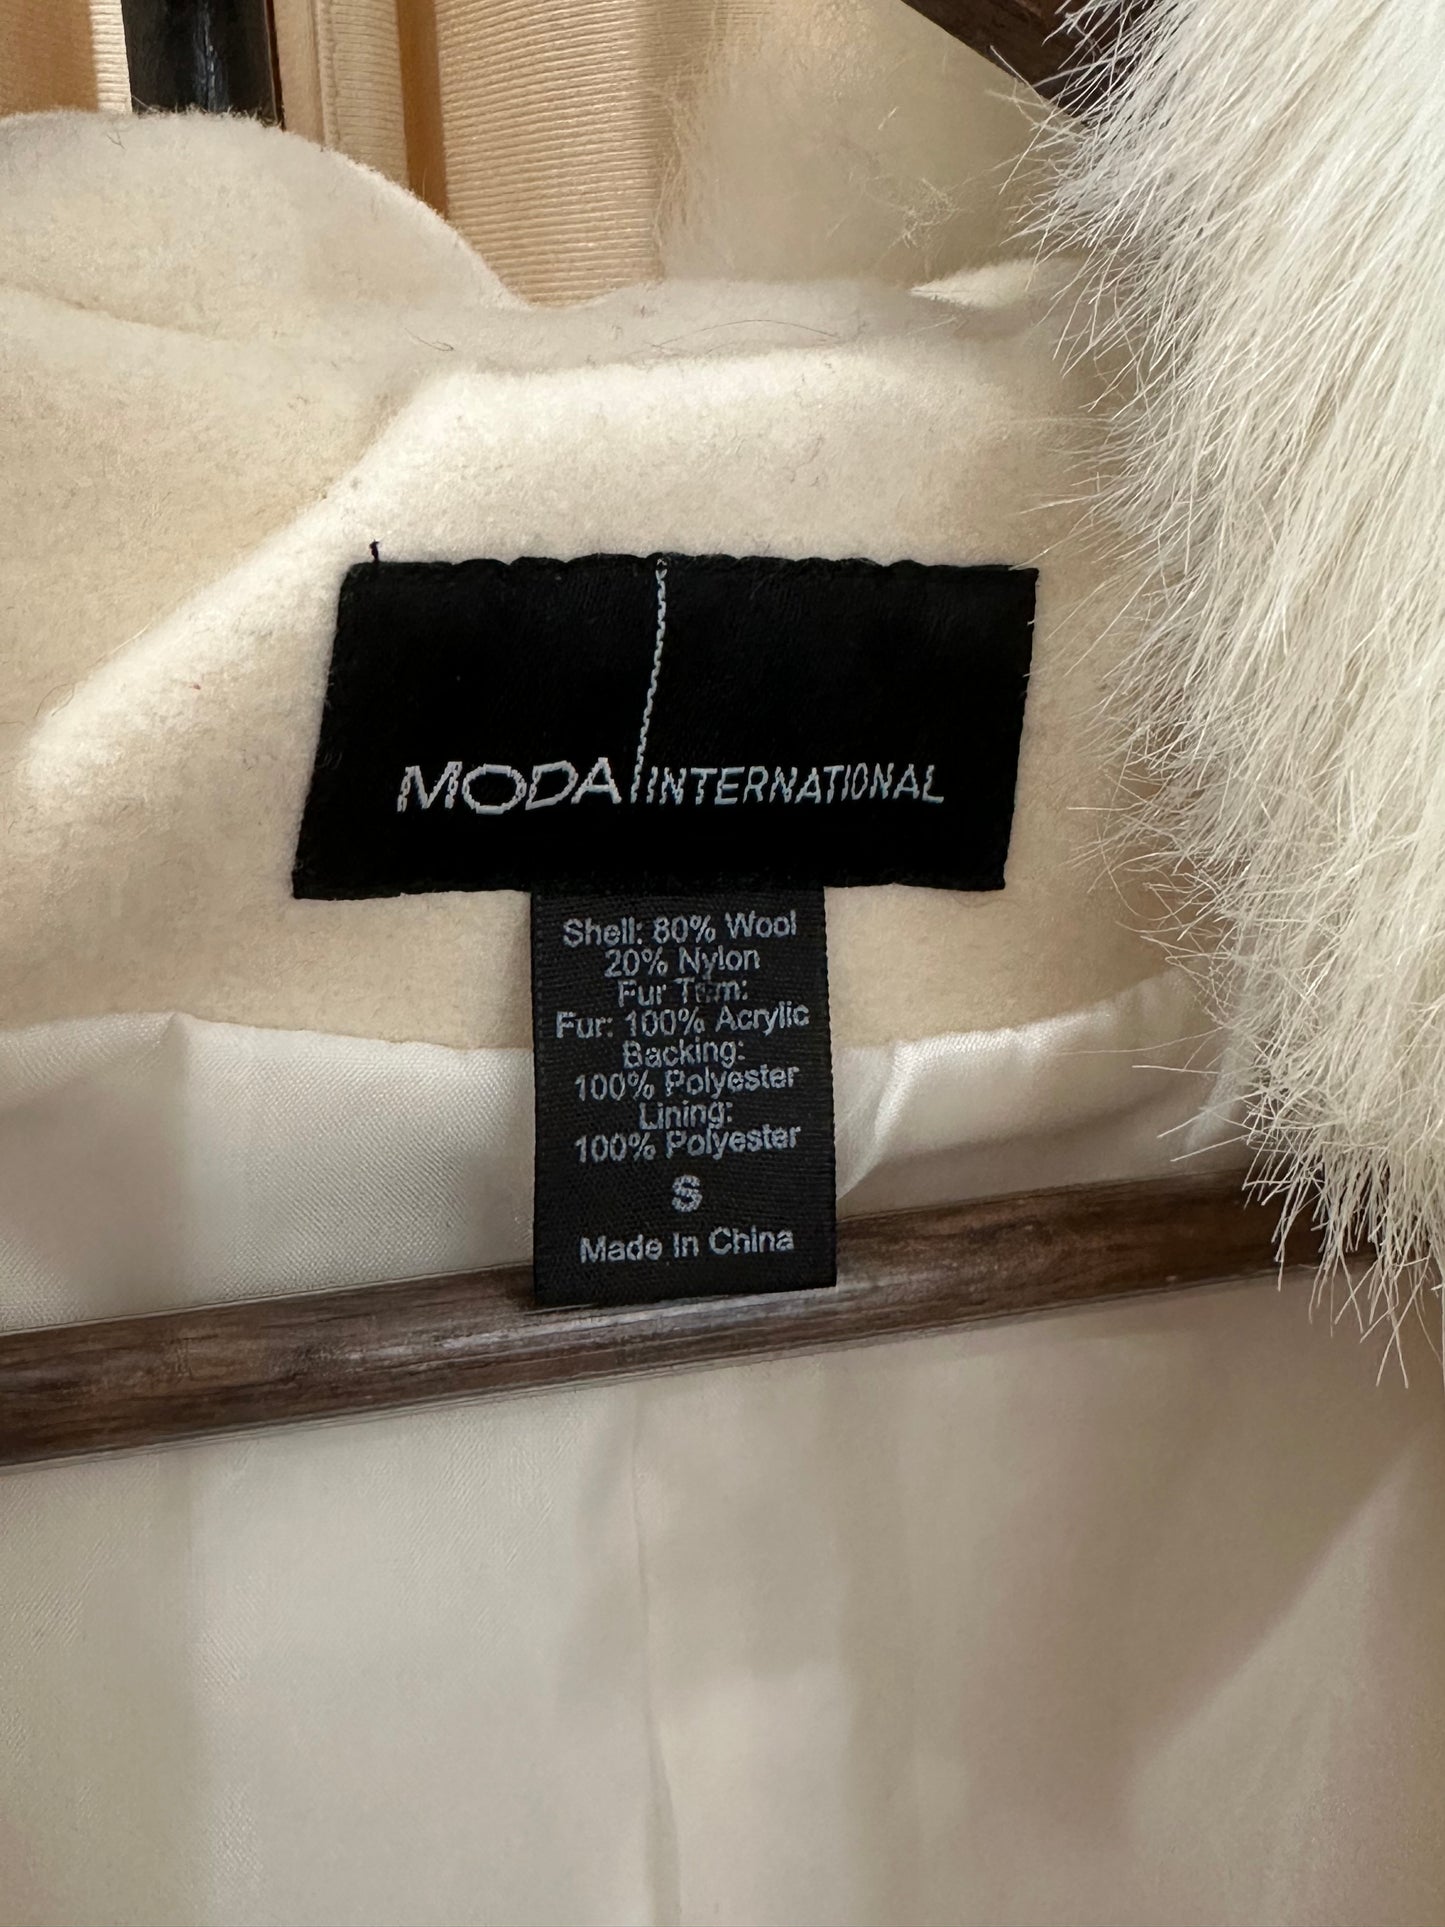 MODA INTERNATIONAL
Shell: 80% Wool
20% Nylon
Fur Trim:
Fur: 100% Acrylic
Backing:
100% Polyester
Lining:
100% Polyester
S
Made In China